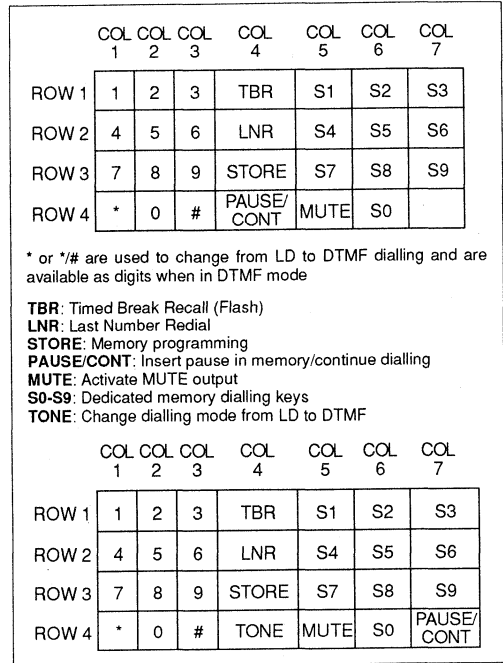 COL COL COL COL COL COL COL
1 2 3 4 5 6 7
ROW 1 1 2 3 TBR S1 S2 S3
ROW 2 4 5 6 LNR S4 S5 S6
ROW 3 7 8 9 STORE S7 S8 S9
ROW 4 * 0 # PAUSE/ CONT MUTE S0
* or */# are used to change from LD to DTMF dialling and are
available as digits when in DTMF mode
TBR: Timed Break Recall (Flash)
LNR: Last Number Redial
STORE: Memory programming
PAUSE/CONT: Insert pause in memory/continue dialling
MUTE: Activate MUTE output
S0-S9: Dedicated memory dialling keys
TONE: Change dialling mode from LD to DTMF
COL COL COL COL COL COL COL
1 2 3 4 5 6 7
ROW 1 1 2 3 TBR S1 S2 S3
ROW 2 4 5 6 LNR S4 S5 S6
ROW 3 7 8 9 STORE S7 S8 S9
ROW 4 * 0 # TONE MUTE S0 PAUSE/ CONT